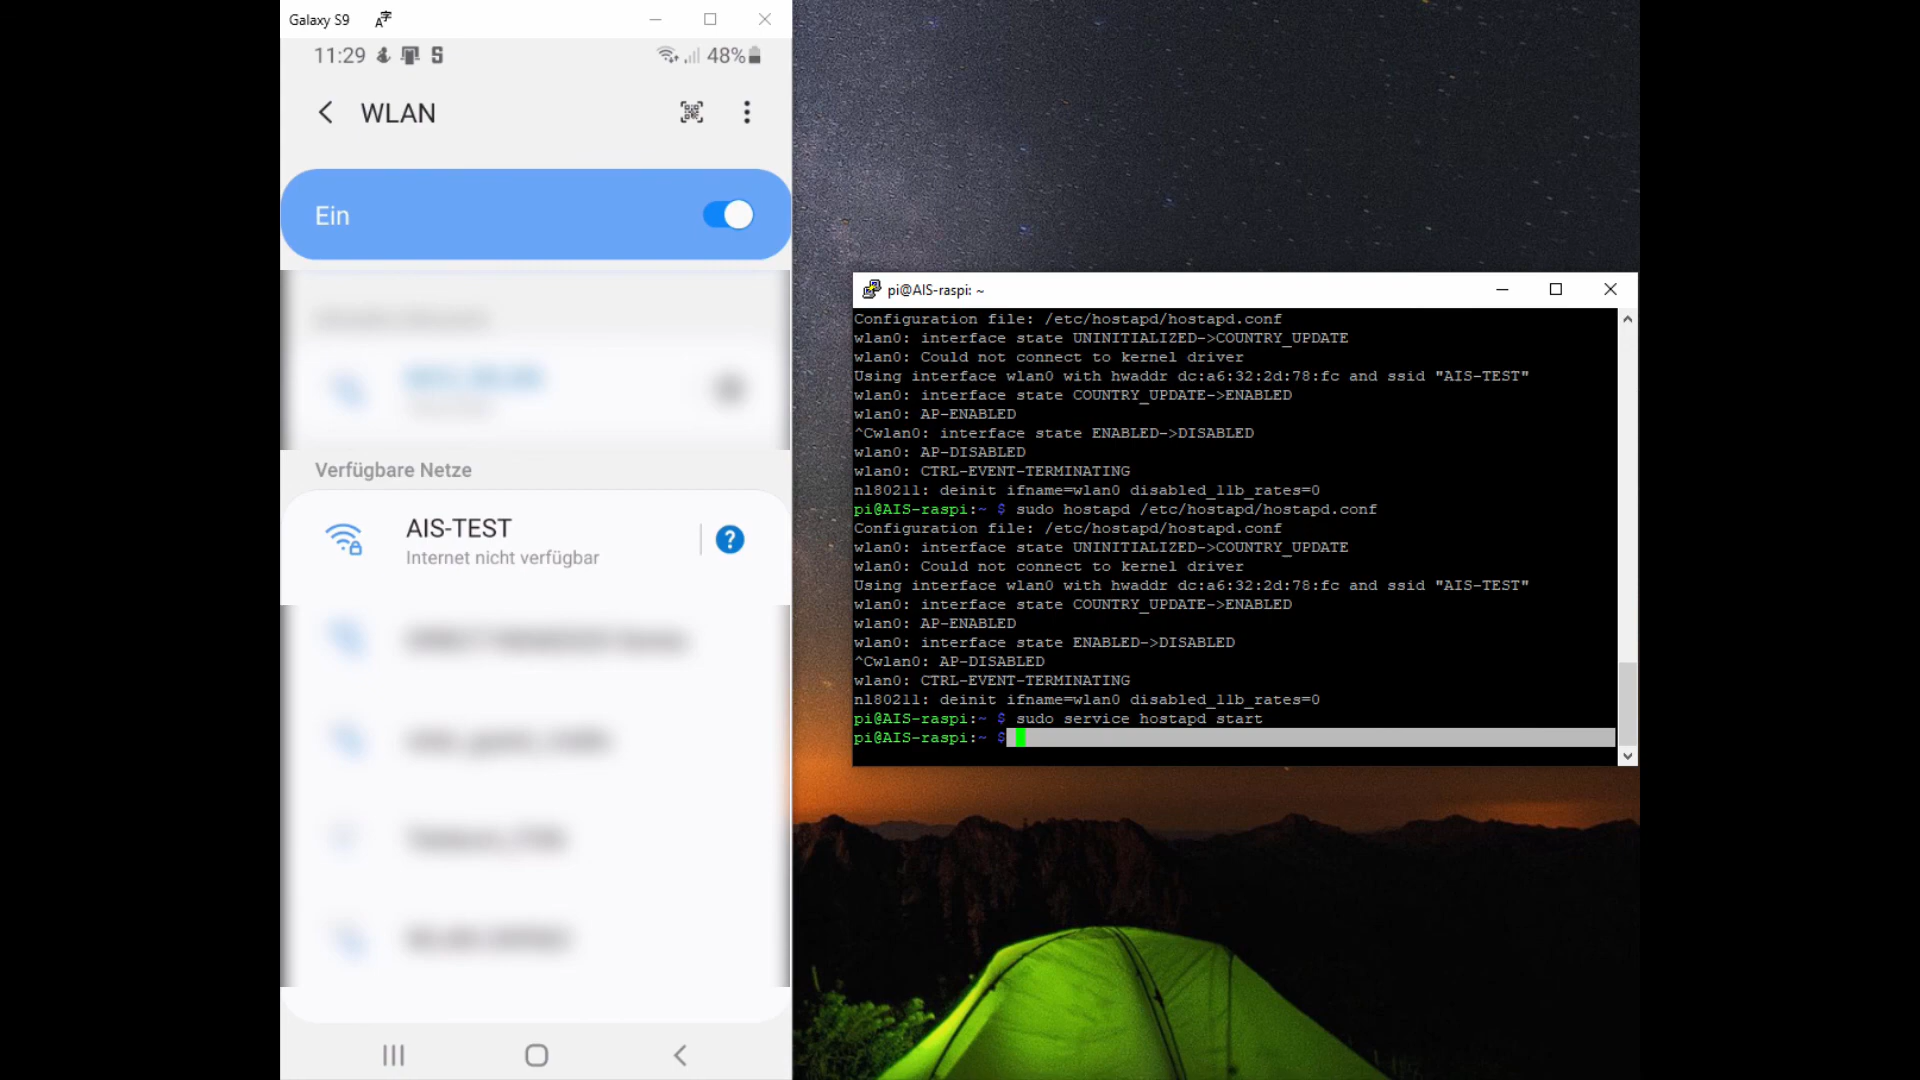 Galaxy S9
11:29
48%
WLAN
Ein
Verfügbare Netze
AIS-TEST
Internet nicht verfügbar
?
pi@AIS-raspi: ~
Configuration file: /etc/hostapd/hostapd.conf
wlan0: interface state UNINITIALIZED->COUNTRY_UPDATE
wlan0: Could not connect to kernel driver
Using interface wlan0 with hwaddr dc:a6:32:2d:78:fc and ssid "AIS-TEST"
wlan0: interface state COUNTRY_UPDATE->ENABLED
wlan0: AP-ENABLED
^Cwlan0: interface state ENABLED->DISABLED
wlan0: AP-DISABLED
wlan0: CTRL-EVENT-TERMINATING
nl80211: deinit ifname=wlan0 disabled_11b_rates=0
pi@AIS-raspi:~ $ sudo hostapd /etc/hostapd/hostapd.conf
Configuration file: /etc/hostapd/hostapd.conf
wlan0: interface state UNINITIALIZED->COUNTRY_UPDATE
wlan0: Could not connect to kernel driver
Using interface wlan0 with hwaddr dc:a6:32:2d:78:fc and ssid "AIS-TEST"
wlan0: interface state COUNTRY_UPDATE->ENABLED
wlan0: AP-ENABLED
wlan0: interface state ENABLED->DISABLED
^Cwlan0: AP-DISABLED
wlan0: CTRL-EVENT-TERMINATING
nl80211: deinit ifname=wlan0 disabled_11b_rates=0
pi@AIS-raspi:~ $ sudo service hostapd start
pi@AIS-raspi:~ $